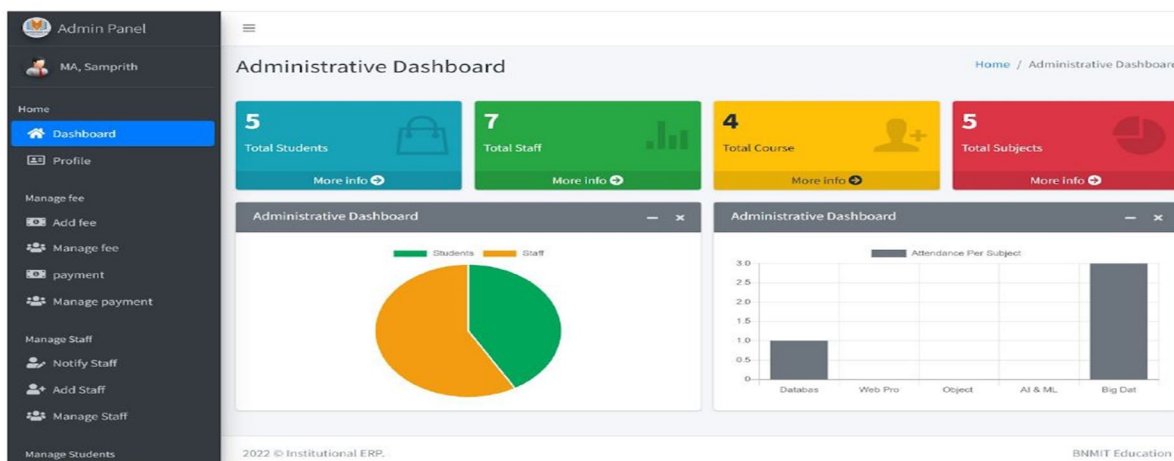 Admin Panel
MA, Samprith
Home
Dashboard
Profile
Manage fee
Add fee
Manage fee
payment
Manage payment
Manage Staff
Notify Staff
Add Staff
Manage Staff
Manage Students
Administrative Dashboard
Home / Administrative Dashboard
5
Total Students
More info
7
Total Staff
More info
4
Total Course
More info
5
Total Subjects
More info
Administrative Dashboard
Students Staff
Administrative Dashboard
Attendance Per Subject
3.0
2.5
2.0
1.5
1.0
0.5
0
Databas Web Pro Object AI & ML Big Dat
2022 © Institutional ERP.
BNMIT Education